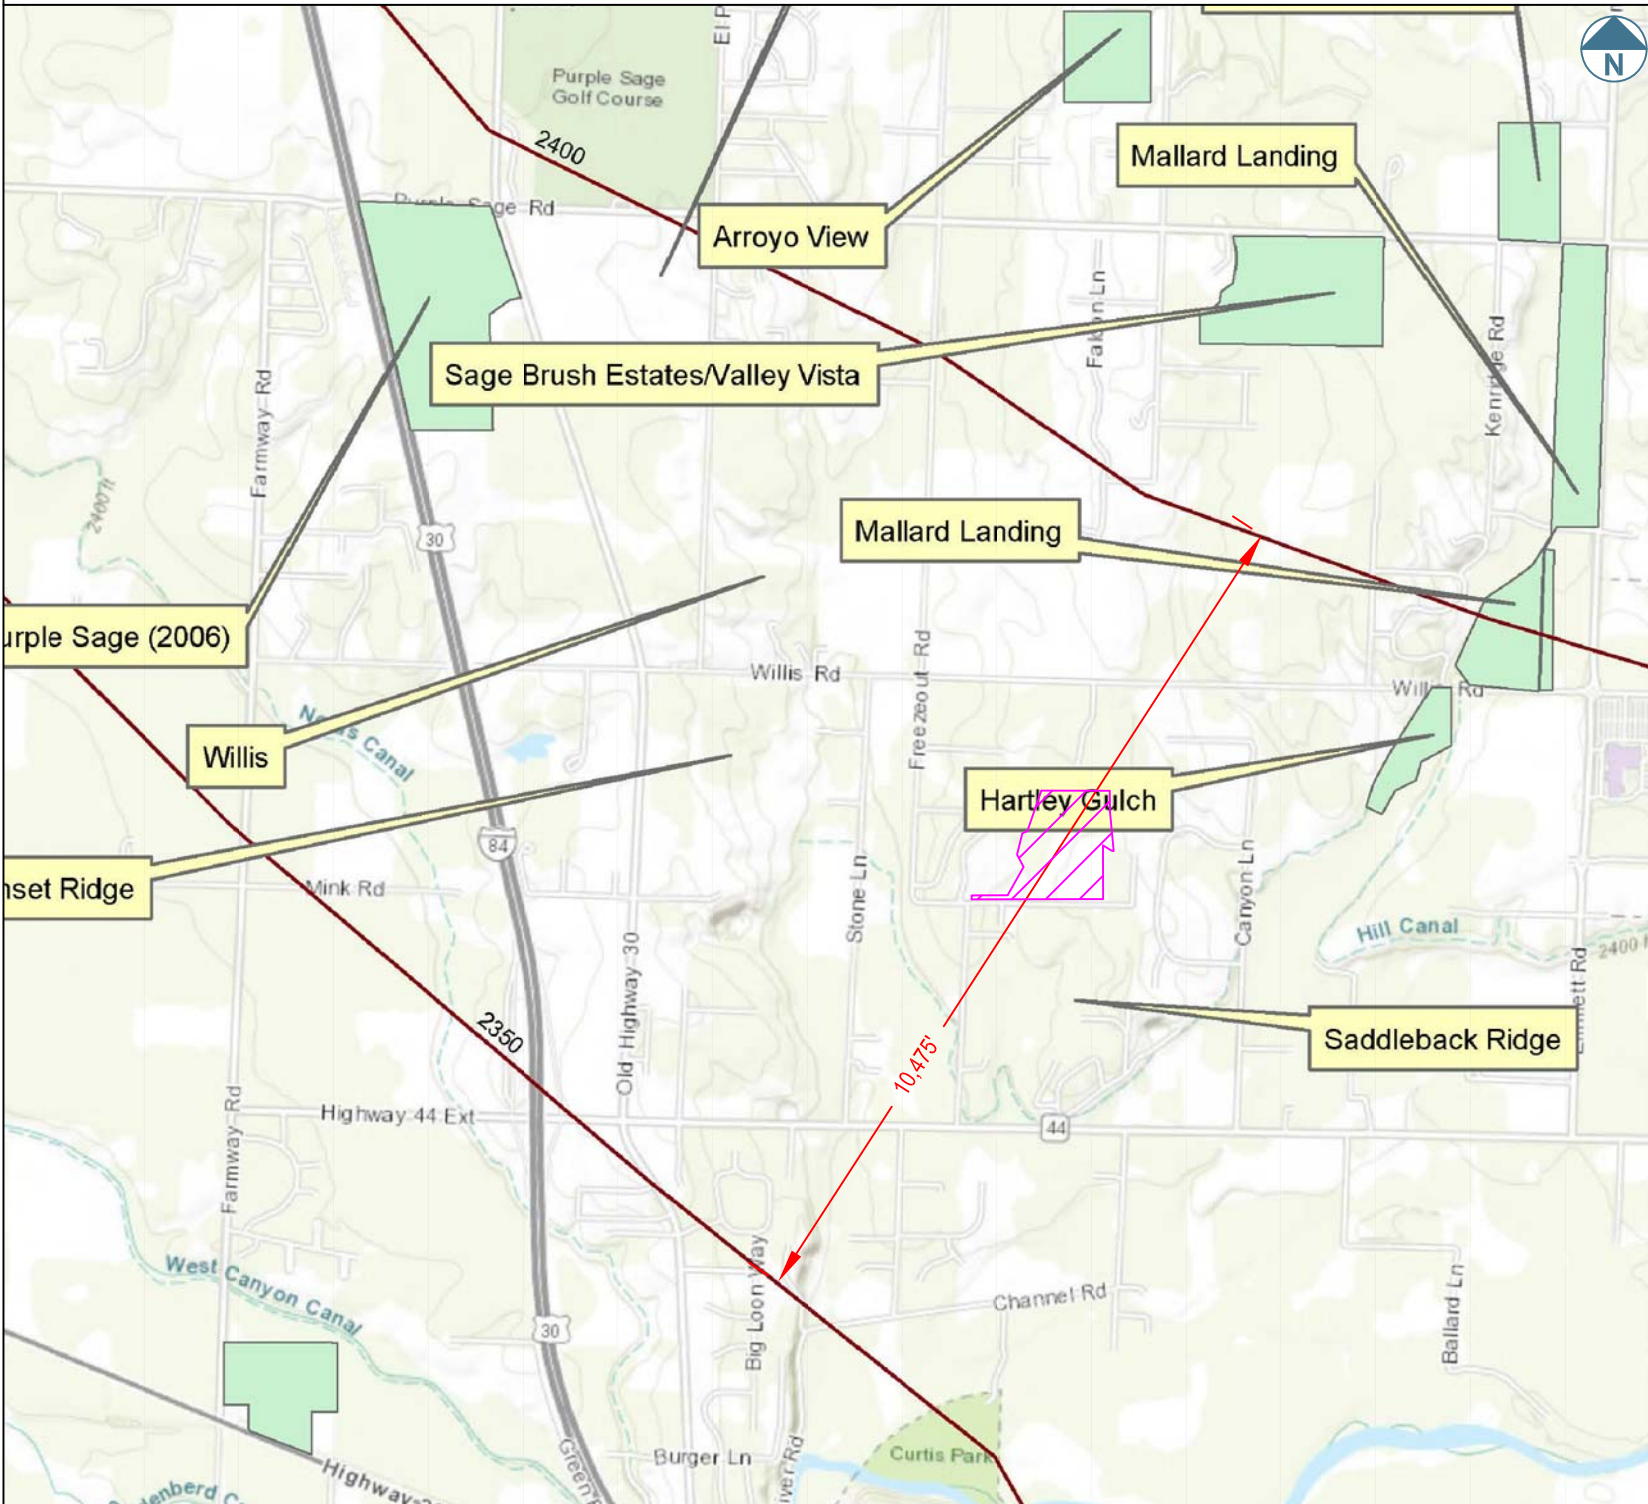 N
Purple Sage
Golf Course
2400
Mallard Landing
Purple Sage Rd
Arroyo View
Falcon Ln
Kenridge Rd
Sage Brush Estates/Valley Vista
Farmway Rd
2400 ft
30
Mallard Landing
urple Sage (2006)
Freezeout Rd
Willis Rd
Willis Rd
Canal
Willis
Hartley Gulch
84
nset Ridge
Mink Rd
Stone Ln
Canyon Ln
Hill Canal
2400
Old Highway 30
2350
10,475'
Saddleback Ridge
Rd
Highway 44 Ext
44
Farmway Rd
West Canyon Canal
Big Loon Way
Channel Rd
Ballard Ln
30
Curtis Park
Burger Ln
Highway